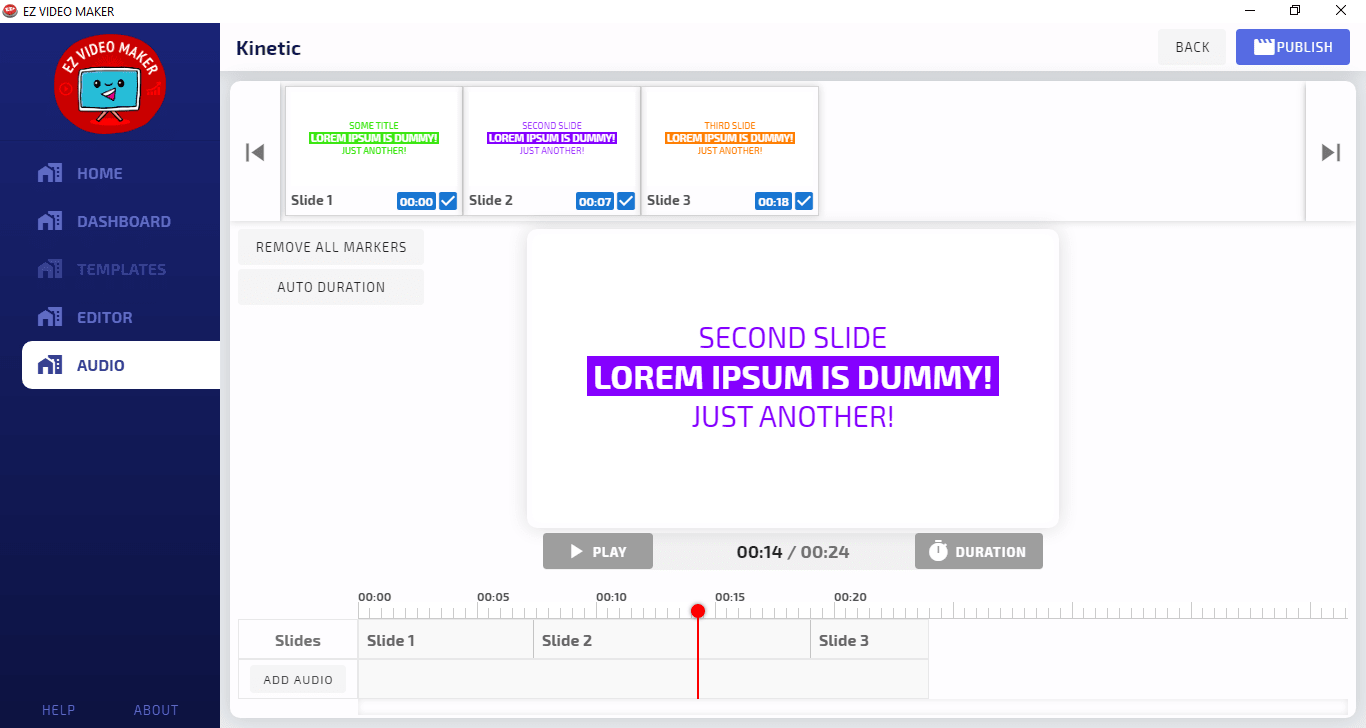 EZ VIDEO MAKER
EZ VIDEO MAKER
Kinetic
BACK
PUBLISH
HOME
DASHBOARD
TEMPLATES
EDITOR
AUDIO
HELP
ABOUT
SOME TITLE
LOREM IPSUM IS DUMMY!
JUST ANOTHER!
Slide 1
00:00
SECOND SLIDE
LOREM IPSUM IS DUMMY!
JUST ANOTHER!
Slide 2
00:07
THIRD SLIDE
LOREM IPSUM IS DUMMY!
JUST ANOTHER!
Slide 3
00:18
REMOVE ALL MARKERS
AUTO DURATION
SECOND SLIDE
LOREM IPSUM IS DUMMY!
JUST ANOTHER!
PLAY
00:14 / 00:24
DURATION
00:00 00:05 00:10 00:15 00:20
Slides Slide 1 Slide 2 Slide 3
ADD AUDIO